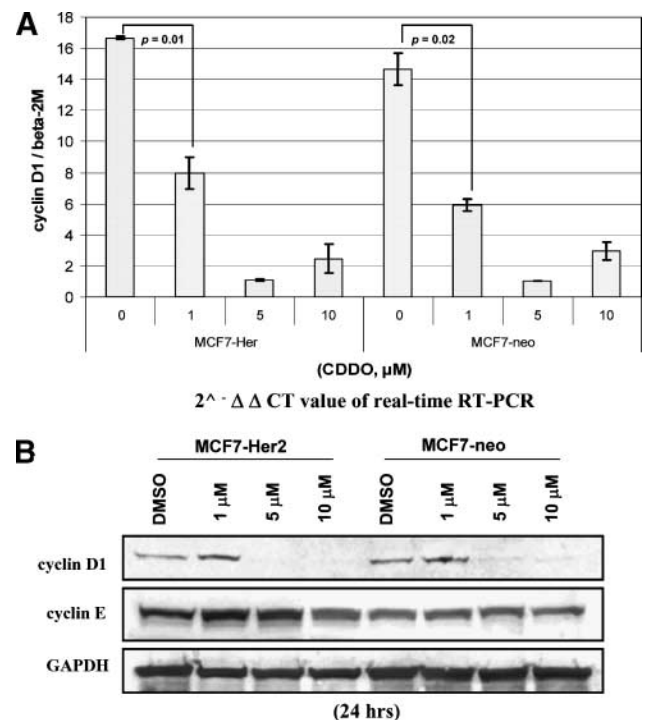 A
cyclin D1 / beta-2M
18
16
14
12
10
8
6
4
2
0
p = 0.01
p = 0.02
0 1 5 10 0 1 5 10
MCF7-Her MCF7-neo
(CDDO, µM)
2^ - Δ Δ CT value of real-time RT-PCR
B
MCF7-Her2 MCF7-neo
DMSO 1 µM 5 µM 10 µM DMSO 1 µM 5 µM 10 µM
cyclin D1
cyclin E
GAPDH
(24 hrs)